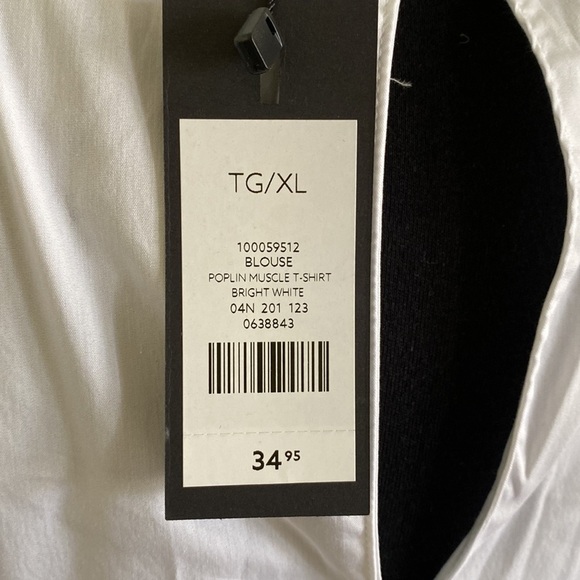 TG/XL
100059512
BLOUSE
POPLIN MUSCLE T-SHIRT
BRIGHT WHITE
04N 201 123
0638843
34 95